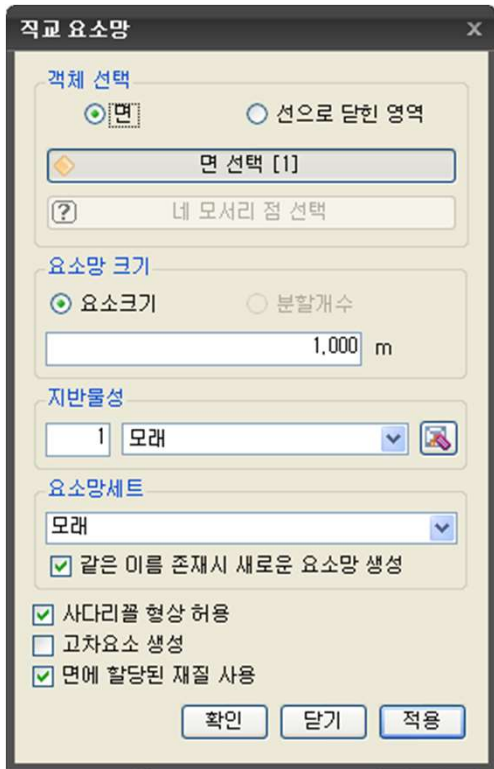 직교 요소망
객체 선택
면 선으로 닫힌 영역
면 선택 [1]
? 네 모서리 점 선택
요소망 크기
요소크기 분할개수
1,000 m
지반물성
1 모래
요소망세트
모래
같은 이름 존재시 새로운 요소망 생성
사다리꼴 형상 허용
고차요소 생성
면에 할당된 재질 사용
확인 닫기 적용